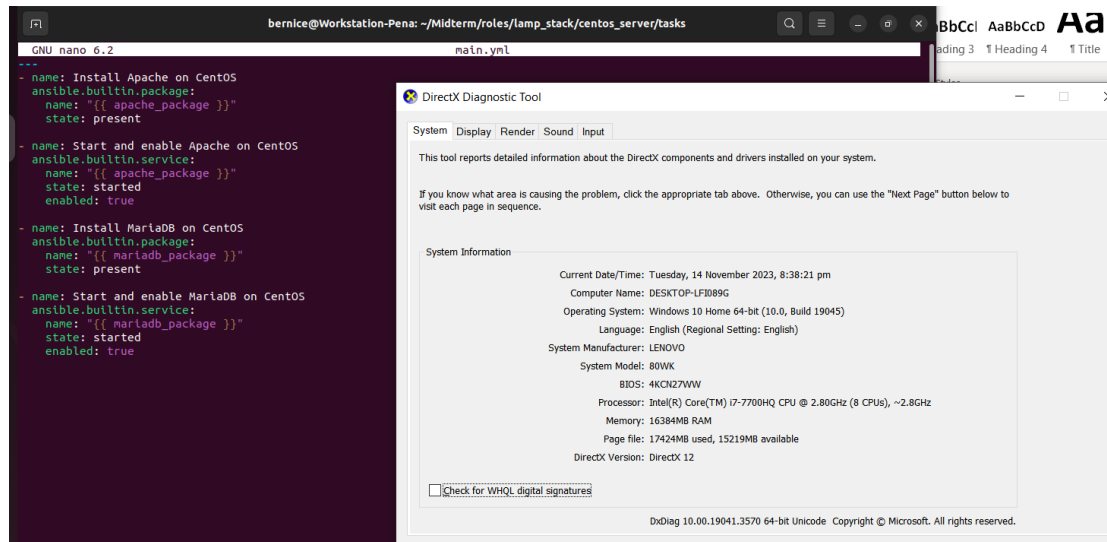 bernice@Workstation-Pena: ~/Midterm/roles/lamp_stack/centos_server/tasks
GNU nano 6.2 main.yml
---
- name: Install Apache on CentOS
  ansible.builtin.package:
    name: "{{ apache_package }}"
    state: present
- name: Start and enable Apache on CentOS
  ansible.builtin.service:
    name: "{{ apache_package }}"
    state: started
    enabled: true
- name: Install MariaDB on CentOS
  ansible.builtin.package:
    name: "{{ mariadb_package }}"
    state: present
- name: Start and enable MariaDB on CentOS
  ansible.builtin.service:
    name: "{{ mariadb_package }}"
    state: started
    enabled: true
AaBbCcD
¶ Heading 4 ¶ Title
DirectX Diagnostic Tool
System Display Render Sound Input
This tool reports detailed information about the DirectX components and drivers installed on your system.
If you know what area is causing the problem, click the appropriate tab above. Otherwise, you can use the "Next Page" button below to
visit each page in sequence.
System Information
Current Date/Time: Tuesday, 14 November 2023, 8:38:21 pm
Computer Name: DESKTOP-LFI089G
Operating System: Windows 10 Home 64-bit (10.0, Build 19045)
Language: English (Regional Setting: English)
System Manufacturer: LENOVO
System Model: 80WK
BIOS: 4KCN27WW
Processor: Intel(R) Core(TM) i7-7700HQ CPU @ 2.80GHz (8 CPUs), ~2.8GHz
Memory: 16384MB RAM
Page file: 17424MB used, 15219MB available
DirectX Version: DirectX 12
Check for WHQL digital signatures
DxDiag 10.00.19041.3570 64-bit Unicode Copyright © Microsoft. All rights reserved.